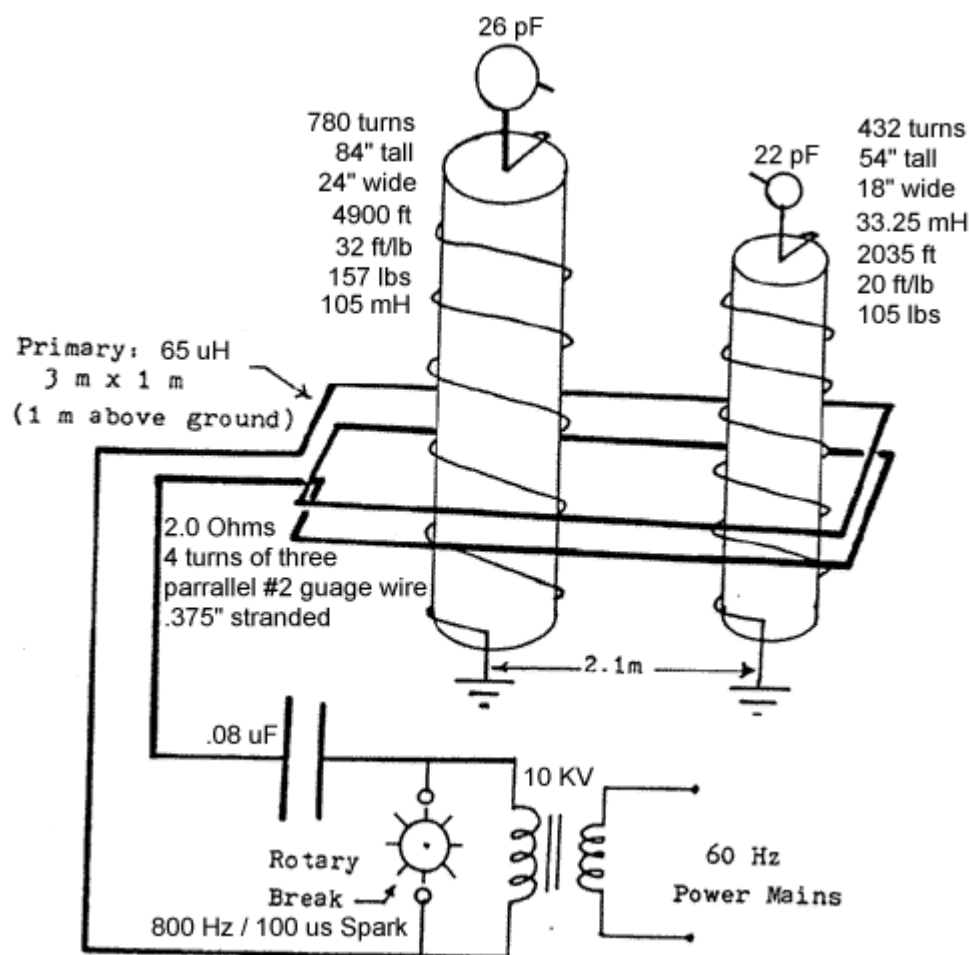 26 pF
780 turns
84" tall
24" wide
4900 ft
32 ft/lb
157 lbs
105 mH
22 pF
432 turns
54" tall
18" wide
33.25 mH
2035 ft
20 ft/lb
105 lbs
Primary: 65 uH
3 m x 1 m
(1 m above ground)
2.0 Ohms
4 turns of three
parrallel #2 guage wire
.375" stranded
2.1m
.08 uF
10 KV
Rotary
Break
800 Hz / 100 us Spark
60 Hz
Power Mains